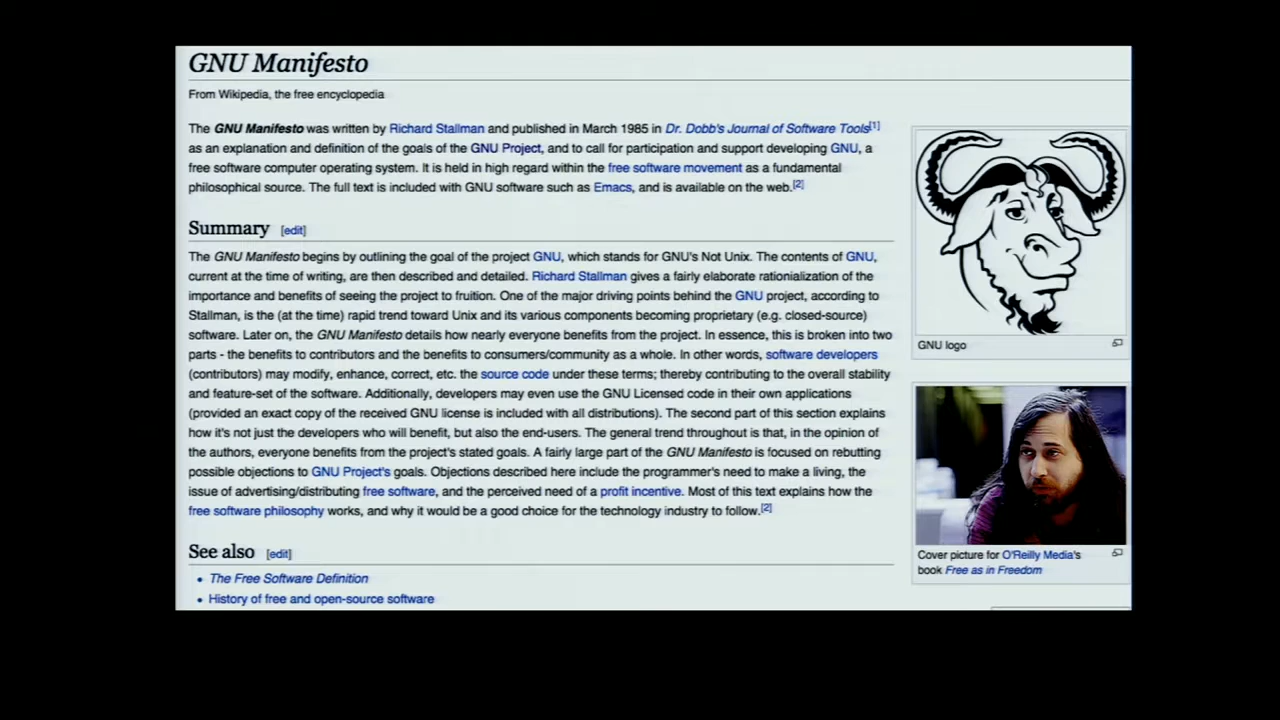 GNU Manifesto
From Wikipedia, the free encyclopedia
The GNU Manifesto was written by Richard Stallman and published in March 1985 in Dr. Dobb's Journal of Software Tools[1]
as an explanation and definition of the goals of the GNU Project, and to call for participation and support developing GNU, a
free software computer operating system. It is held in high regard within the free software movement as a fundamental
philosophical source. The full text is included with GNU software such as Emacs, and is available on the web.[2]
Summary [edit]
The GNU Manifesto begins by outlining the goal of the project GNU, which stands for GNU's Not Unix. The contents of GNU,
current at the time of writing, are then described and detailed. Richard Stallman gives a fairly elaborate rationialization of the
importance and benefits of seeing the project to fruition. One of the major driving points behind the GNU project, according to
Stallman, is the (at the time) rapid trend toward Unix and its various components becoming proprietary (e.g. closed-source)
software. Later on, the GNU Manifesto details how nearly everyone benefits from the project. In essence, this is broken into two
parts - the benefits to contributors and the benefits to consumers/community as a whole. In other words, software developers
(contributors) may modify, enhance, correct, etc. the source code under these terms; thereby contributing to the overall stability
and feature-set of the software. Additionally, developers may even use the GNU Licensed code in their own applications
(provided an exact copy of the received GNU license is included with all distributions). The second part of this section explains
how it's not just the developers who will benefit, but also the end-users. The general trend throughout is that, in the opinion of
the authors, everyone benefits from the project's stated goals. A fairly large part of the GNU Manifesto is focused on rebutting
possible objections to GNU Project's goals. Objections described here include the programmer's need to make a living, the
issue of advertising/distributing free software, and the perceived need of a profit incentive. Most of this text explains how the
free software philosophy works, and why it would be a good choice for the technology industry to follow.[2]
See also [edit]
• The Free Software Definition
• History of free and open-source software
GNU logo
Cover picture for O'Reilly Media's
book Free as in Freedom